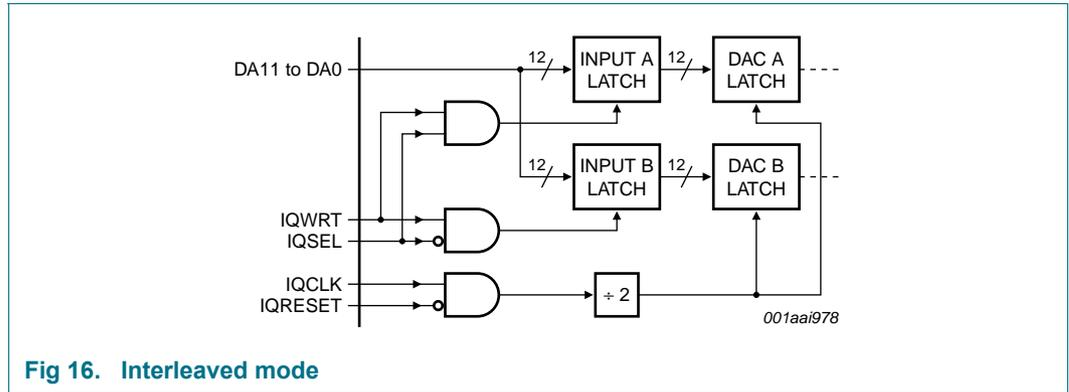 DA11 to DA0
12
INPUT A
LATCH
12
DAC A
LATCH
12
INPUT B
LATCH
12
DAC B
LATCH
IQWRT
IQSEL
IQCLK
IQRESET
÷ 2
001aai978
Fig 16. Interleaved mode